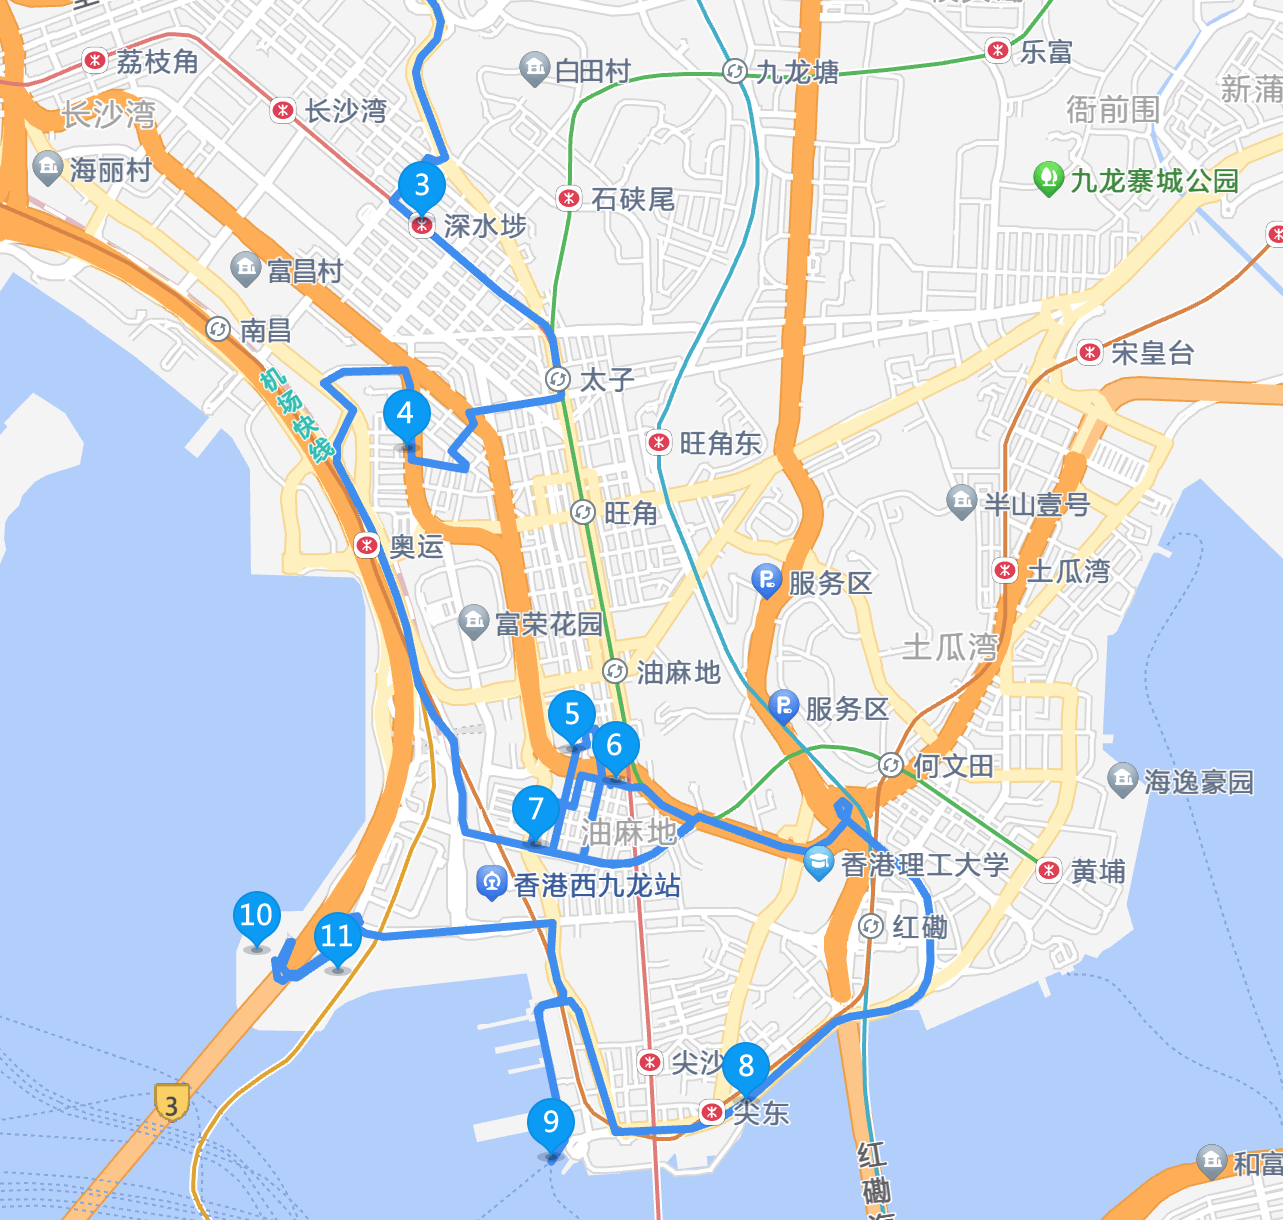 乐富
荔枝角
白田村
九龙塘
新蒲
衙前围
长沙湾
长沙湾
海丽村
九龙寨城公园
3
石硖尾
深水埗
富昌村
南昌
宋皇台
太子
机场快线
4
旺角东
半山壹号
旺角
奥运
土瓜湾
服务区
富荣花园
土瓜湾
油麻地
服务区
5
6
何文田
海逸豪园
7
油麻地
香港理工大学
黄埔
香港西九龙站
10
红磡
11
尖沙
8
3
尖东
9
红磡海
和富